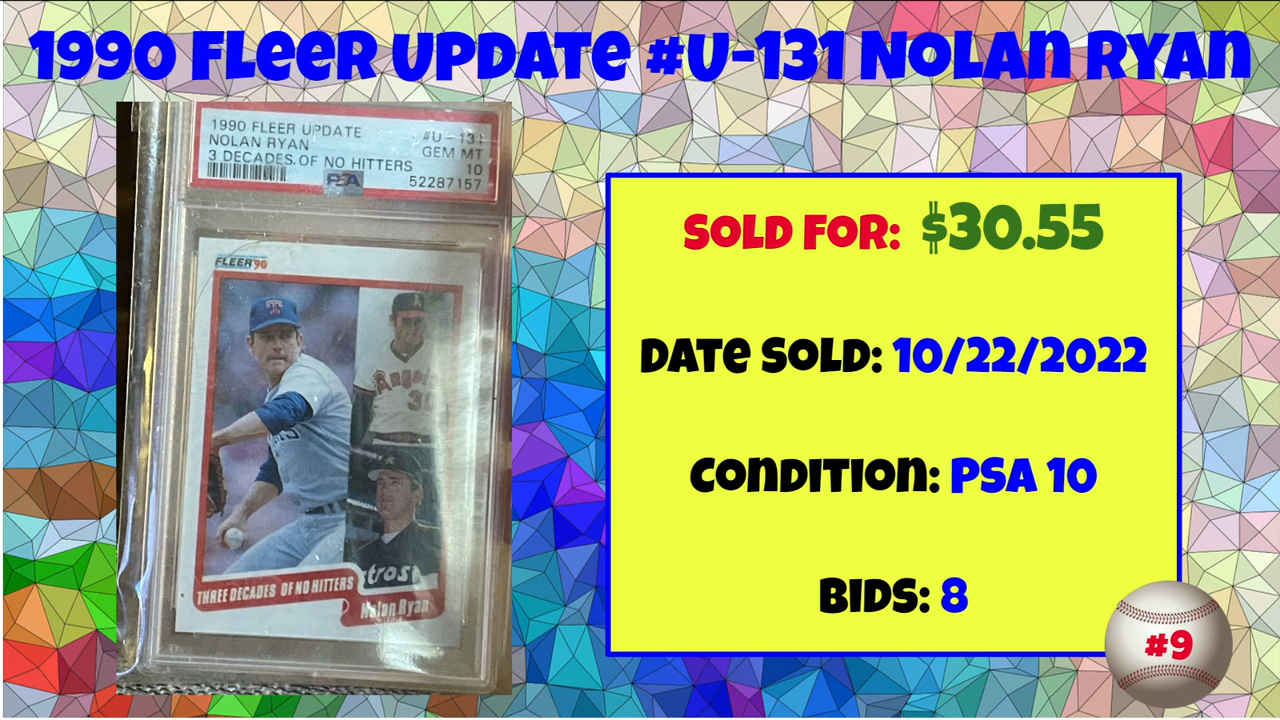 1990 FLeeR UPDATe #U-131 NOLAn RYAn
1990 FLEER UPDATE #U - 131
NOLAN RYAN GEM MT
3 DECADES OF NO HITTERS 10
PSA 52287157
FLEER'90
T
A
Angels
30
THREE DECADES OF NO HITTERS
Nolan Ryan
SOLD FOR: $30.55
DATe SOLD: 10/22/2022
COnDITIOn: PSA 10
BIDS: 8
#9